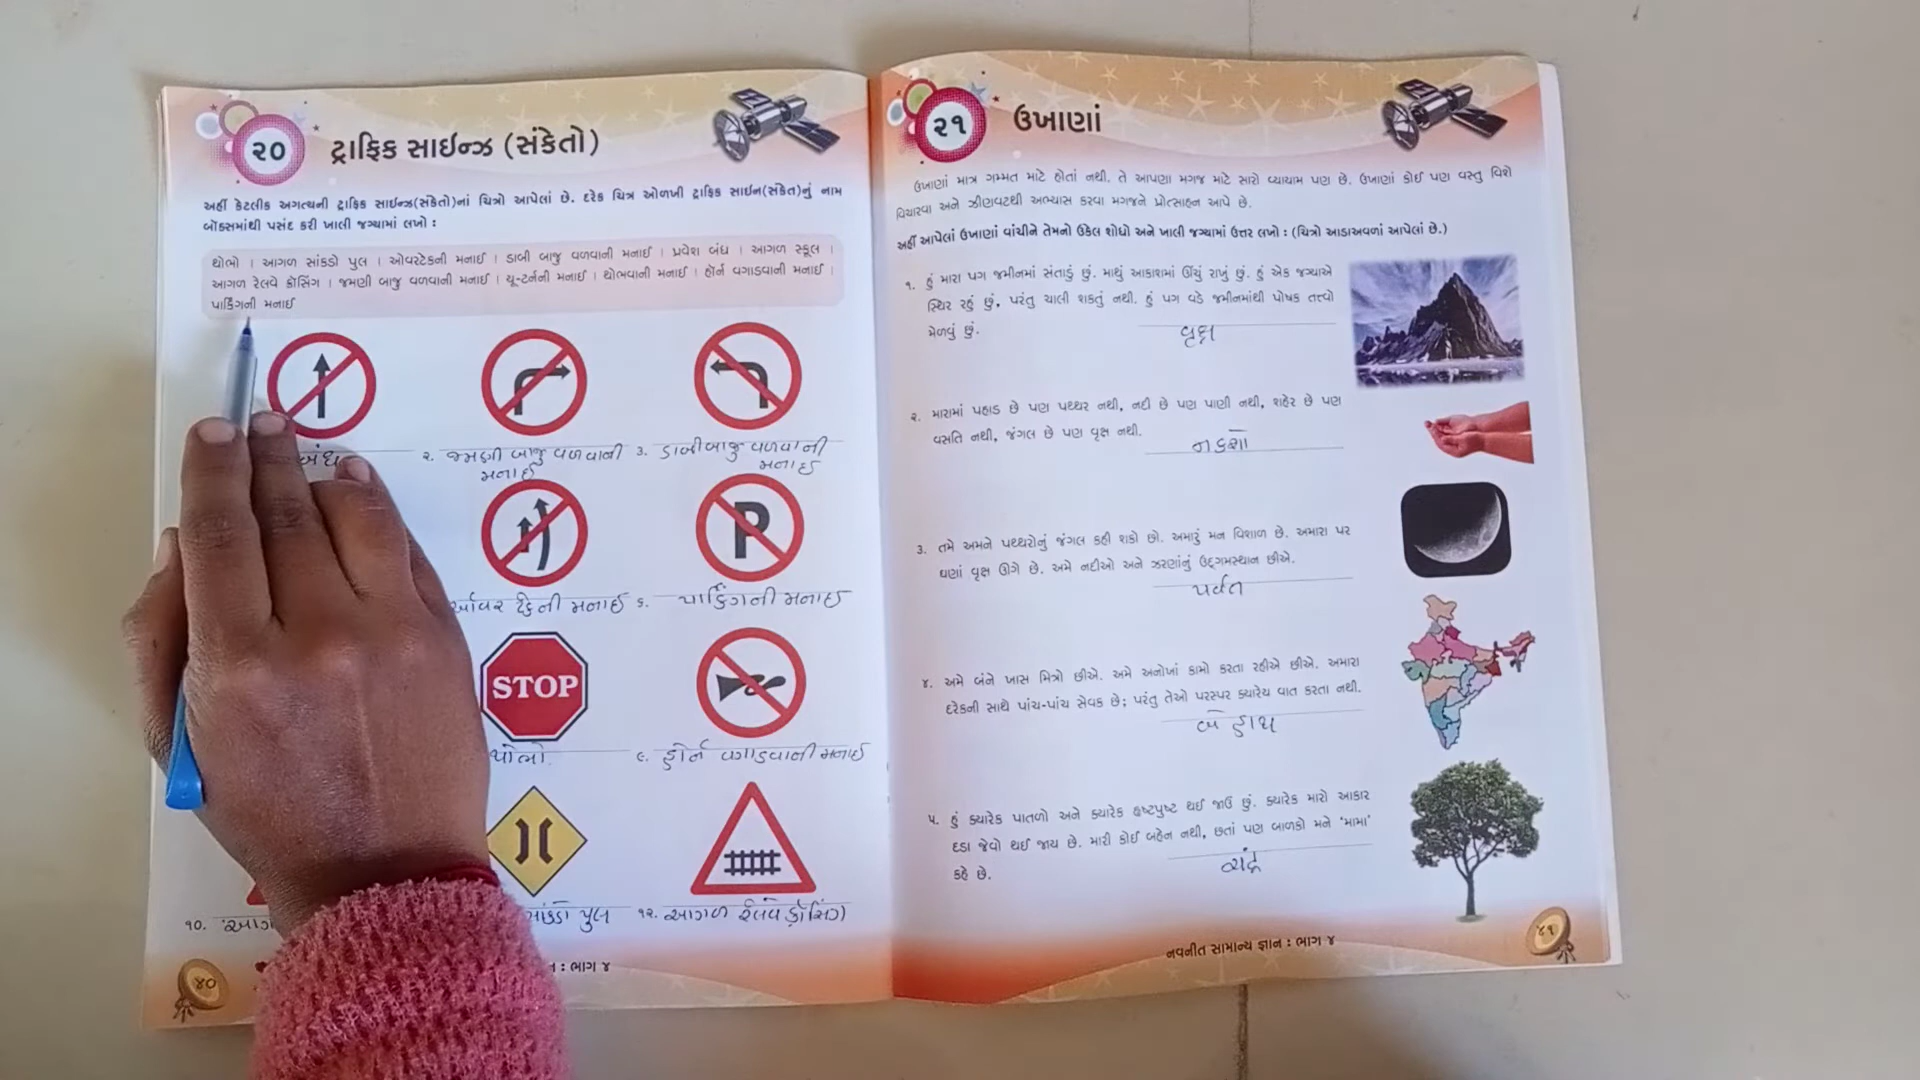 ૨૦
ટ્રાફિક સાઈન્ઝ (સંકેતો)
અહીં કેટલીક અગત્યની ટ્રાફિક સાઈન્ઝ(સંકેતો)નાં ચિત્રો આપેલાં છે. દરેક ચિત્ર ઓળખી ટ્રાફિક સાઈન(સંકેત)નું નામ
બૉક્સમાંથી પસંદ કરી ખાલી જગ્યામાં લખો :
થોભો । આગળ સાંકડો પુલ । ઓવરટેકની મનાઈ । ડાબી બાજુ વળવાની મનાઈ । પ્રવેશ બંધ । આગળ સ્કૂલ ।
આગળ રેલવે ક્રૉસિંગ । જમણી બાજુ વળવાની મનાઈ । યૂ-ટર્નની મનાઈ । થોભવાની મનાઈ । હૉર્ન વગાડવાની મનાઈ ।
પાર્કિંગની મનાઈ
બંધ
૨. જમણી બાજુ વળવાની
મનાઈ
૩. ડાબી બાજુ વળવાની
મનાઈ
P
ઓવર ટેકની મનાઈ
૬. પાર્કિંગની મનાઈ
STOP
થોભો.
૯. હોર્ન વગાડવાની મનાઈ
૧૦.
સાંકડો પુલ
૧૨. આગળ રેલવે ક્રોસિંગ
૪૦
: ભાગ ૪
૨૧
ઉખાણાં
ઉખાણાં માત્ર ગમ્મત માટે હોતાં નથી. તે આપણા મગજ માટે સારો વ્યાયામ પણ છે. ઉખાણાં કોઈ પણ વસ્તુ વિશે
વિચારવા અને ઝીણવટથી અભ્યાસ કરવા મગજને પ્રોત્સાહન આપે છે.
અહીં આપેલાં ઉખાણાં વાંચીને તેમનો ઉકેલ શોધો અને ખાલી જગ્યામાં ઉત્તર લખો : (ચિત્રો આડાઅવળાં આપેલાં છે.)
૧. હું મારા પગ જમીનમાં સંતાડું છું. માથું આકાશમાં ઊંચું રાખું છું. હું એક જગ્યાએ
સ્થિર રહું છું, પરંતુ ચાલી શકતું નથી. હું પગ વડે જમીનમાંથી પોષક તત્ત્વો
મેળવું છું.
વૃક્ષ
૨. મારામાં પહાડ છે પણ પથ્થર નથી, નદી છે પણ પાણી નથી, શહેર છે પણ
વસતિ નથી, જંગલ છે પણ વૃક્ષ નથી.
નકશો
૩. તમે અમને પથ્થરોનું જંગલ કહી શકો છો. અમારું મન વિશાળ છે. અમારા પર
ઘણાં વૃક્ષ ઊગે છે. અમે નદીઓ અને ઝરણાંનું ઉદ્ગમસ્થાન છીએ.
પર્વત
૪. અમે બંને ખાસ મિત્રો છીએ. અમે અનોખાં કામો કરતા રહીએ છીએ. અમારા
દરેકની સાથે પાંચ-પાંચ સેવક છે; પરંતુ તેઓ પરસ્પર ક્યારેય વાત કરતા નથી.
બે હાથ
૫. હું ક્યારેક પાતળો અને ક્યારેક હૃષ્ટપુષ્ટ થઈ જાઉં છું. ક્યારેક મારો આકાર
દડા જેવો થઈ જાય છે. મારી કોઈ બહેન નથી, છતાં પણ બાળકો મને ‘મામા’
કહે છે.
ચંદ્ર
નવનીત સામાન્ય જ્ઞાન : ભાગ ૪
૪૧